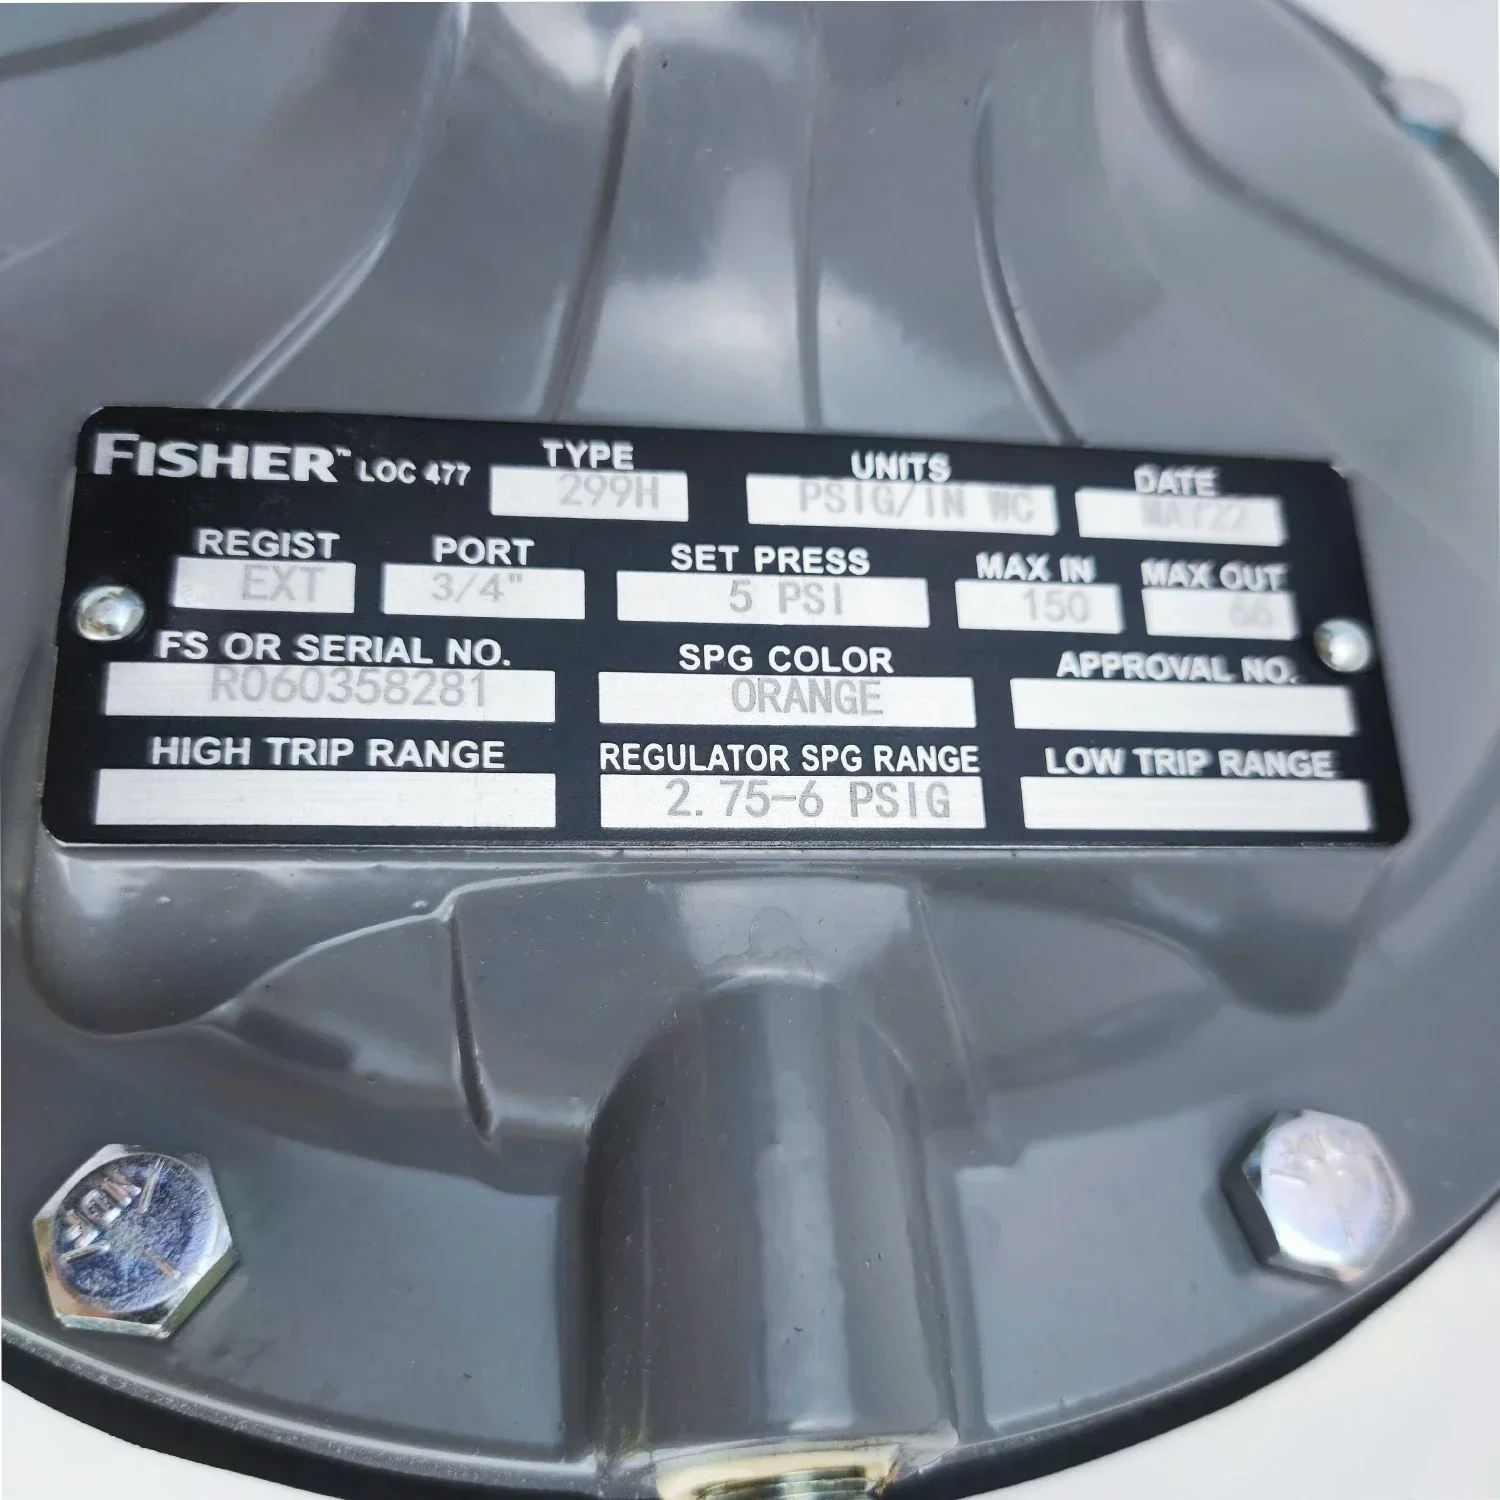 FISHER™ LOC 477
TYPE UNITS DATE
299H PSIG/IN WC MAY22
REGIST PORT SET PRESS MAX IN MAX OUT
EXT 3/4" 5 PSI 150 66
FS OR SERIAL NO. SPG COLOR APPROVAL NO.
R060358281 ORANGE
HIGH TRIP RANGE REGULATOR SPG RANGE LOW TRIP RANGE
2.75-6 PSIG